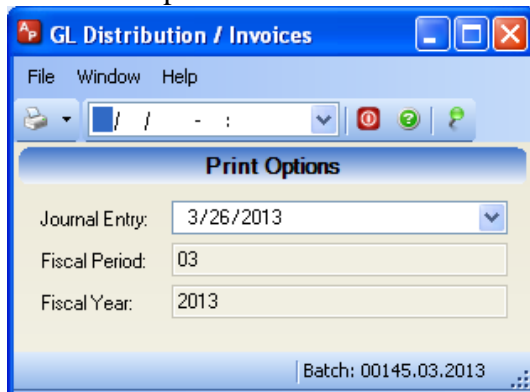 AP GL Distribution / Invoices
File Window Help
/ / - :
Print Options
Journal Entry: 3/26/2013
Fiscal Period: 03
Fiscal Year: 2013
Batch: 00145.03.2013